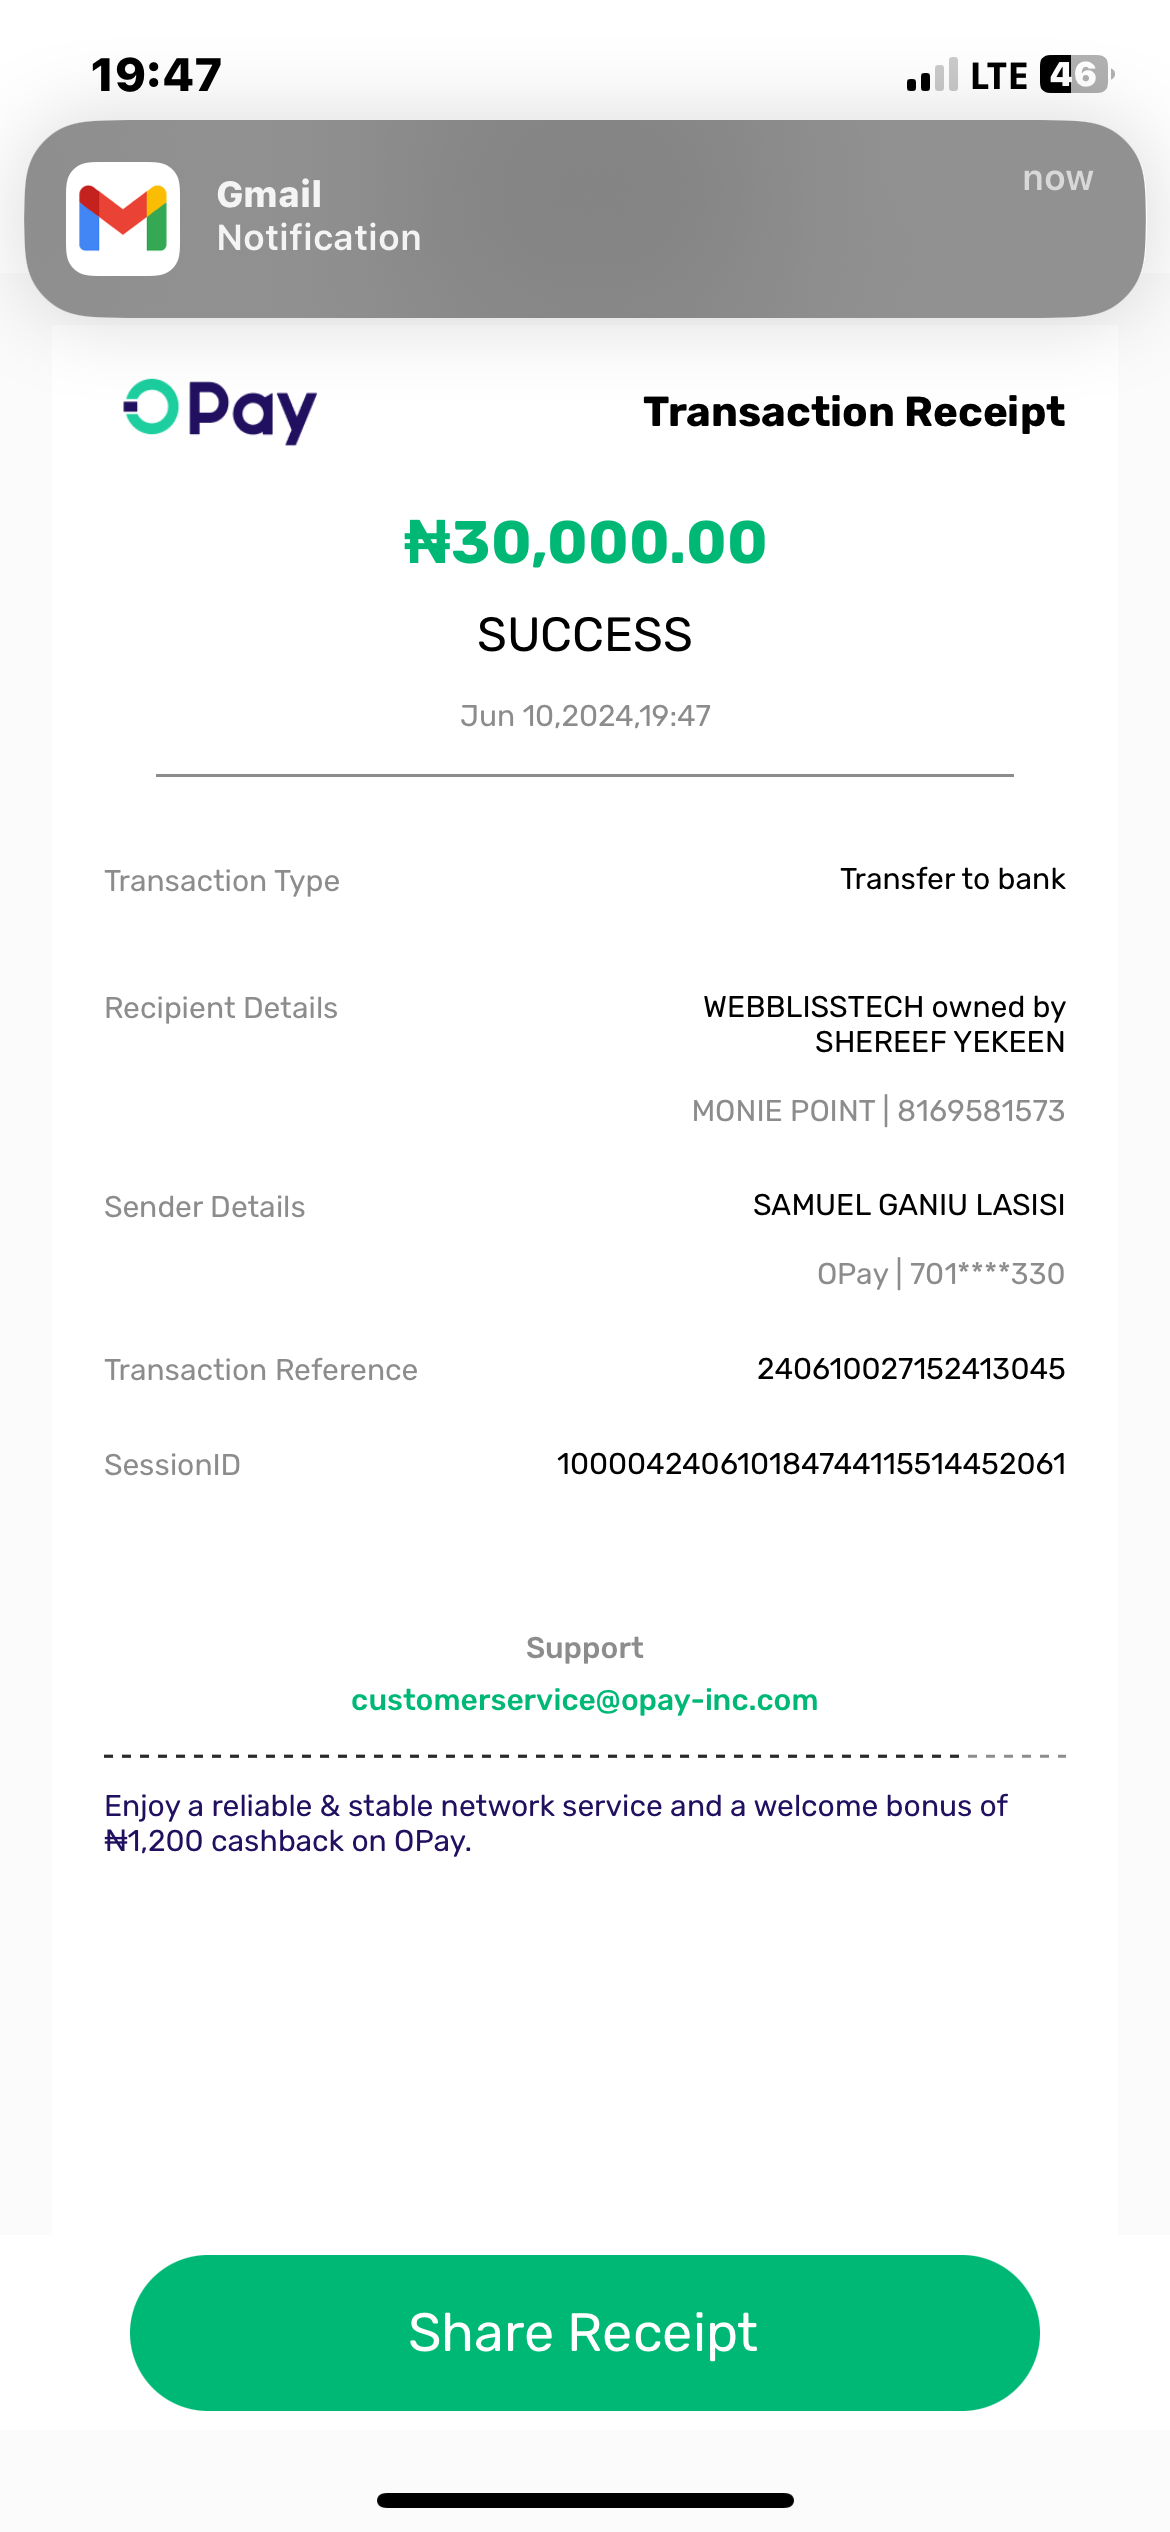 19:47
LTE 46
Gmail
now
Notification
OPay
Transaction Receipt
₦30,000.00
SUCCESS
Jun 10,2024,19:47
Transaction Type
Transfer to bank
Recipient Details
WEBBLISSTECH owned by
SHEREEF YEKEEN
MONIE POINT | 8169581573
Sender Details
SAMUEL GANIU LASISI
OPay | 701****330
Transaction Reference
240610027152413045
SessionID
100004240610184744115514452061
Support
customerservice@opay-inc.com
Enjoy a reliable & stable network service and a welcome bonus of
₦1,200 cashback on OPay.
Share Receipt